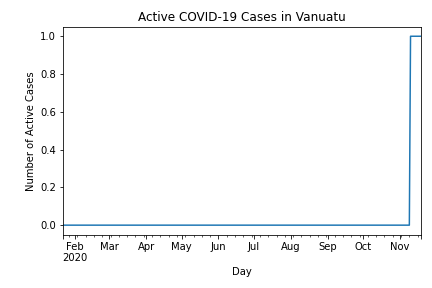 Active COVID-19 Cases in Vanuatu
1.0
0.8
0.6
0.4
0.2
0.0
Number of Active Cases
Feb Mar Apr May Jun Jul Aug Sep Oct Nov
2020
Day